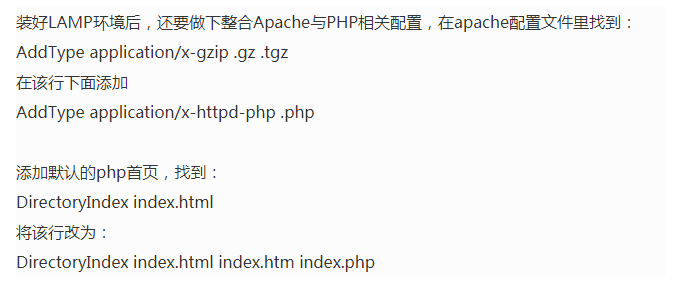 装好LAMP环境后，还要做下整合Apache与PHP相关配置，在apache配置文件里找到：
AddType application/x-gzip .gz .tgz
在该行下面添加
AddType application/x-httpd-php .php
添加默认的php首页，找到：
DirectoryIndex index.html
将该行改为：
DirectoryIndex index.html index.htm index.php